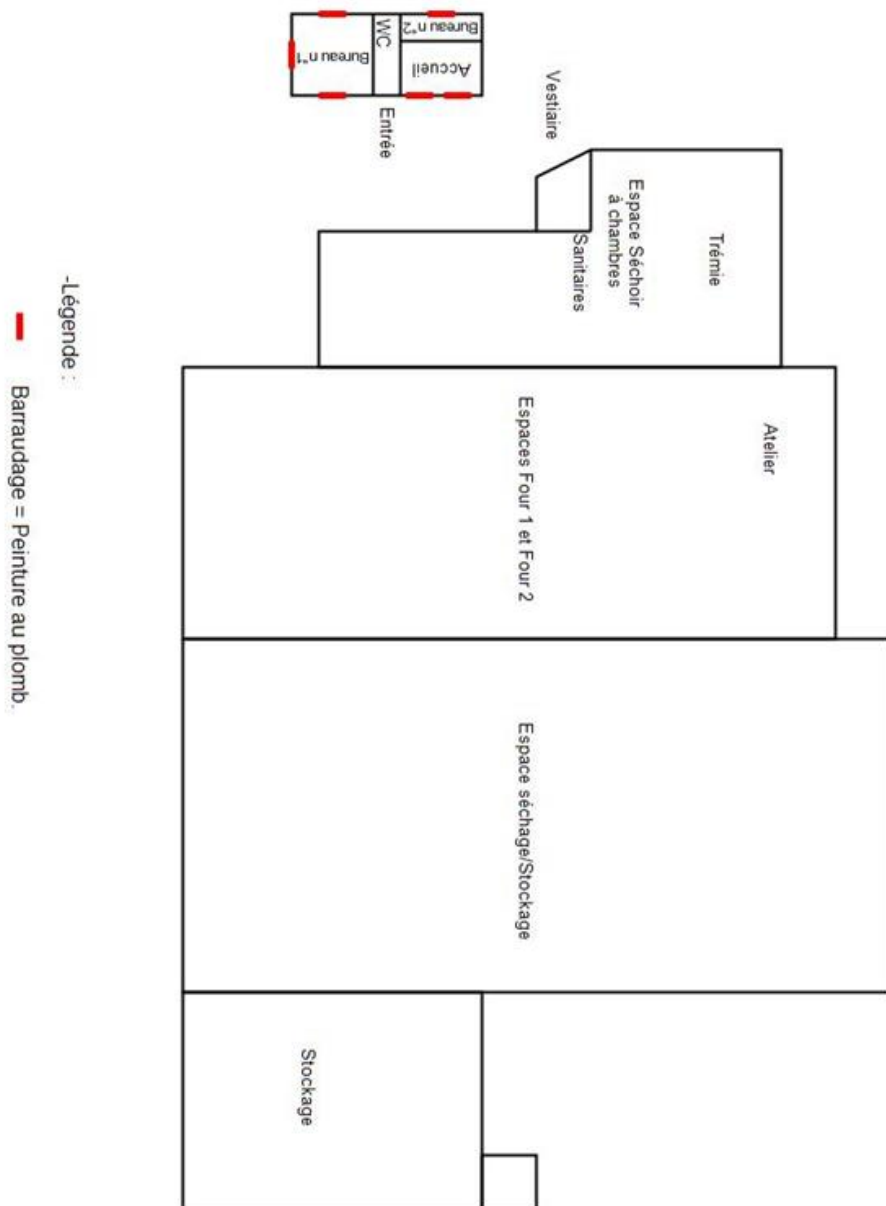 Bureau n°2
WC
Bureau n°1
Accueil
Entrée
Vestiaire
Trémie
Espace Séchoir
à chambres
Sanitaires
Atelier
Espaces Four 1 et Four 2
Espace séchage/Stockage
Stockage
-Légende :
Barraudage = Peinture au plomb.